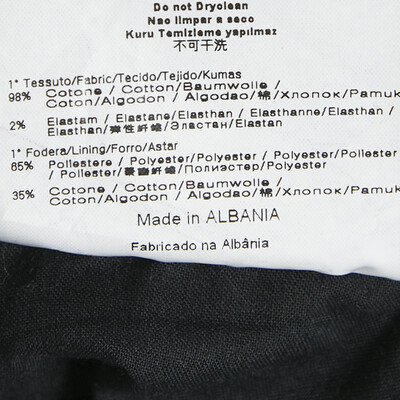 Do not Dryclean
Nao limpar a seco
Kuru Temizleme yapılmaz
不可干洗
1* Tessuto/Fabric/Tecido/Tejido/Kumas
98% Cotone / Cotton/Baumwolle /
Coton/Algodon / Algodao/棉/Хлопок/Pamuk
2% Elastam / Elastane/Elasthan / Elasthanne/Elasthan /
Elasthan/弹性纤维/Эластан/Elastan
1* Fodera/Lining/Forro/Astar
65% Poliestere / Polyester/Polyester / Polyester/Poliester
/ Poliester/聚酯纤维/Полиэстер/Polyester
35% Cotone / Cotton/Baumwolle /
Coton/Algodon / Algodao/棉/Хлопок/Pamuk
Made in ALBANIA
Fabricado na Albânia